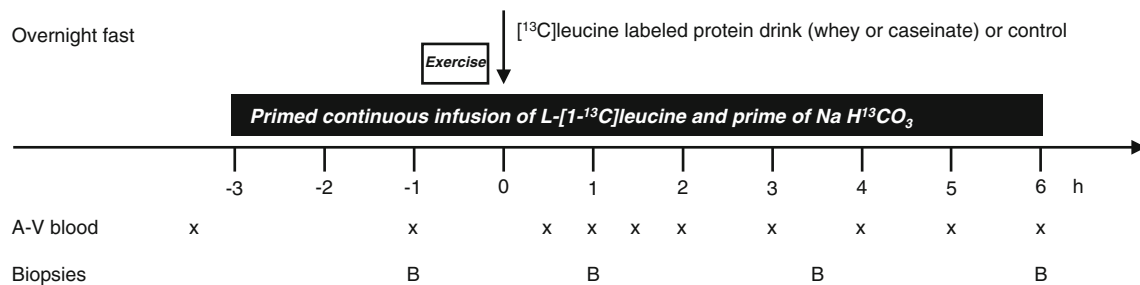 Overnight fast
[¹³C]leucine labeled protein drink (whey or caseinate) or control
Exercise
Primed continuous infusion of L-[1-¹³C]leucine and prime of Na H¹³CO₃
-3 -2 -1 0 1 2 3 4 5 6 h
A-V blood x x x x x x x x x x
Biopsies B B B B